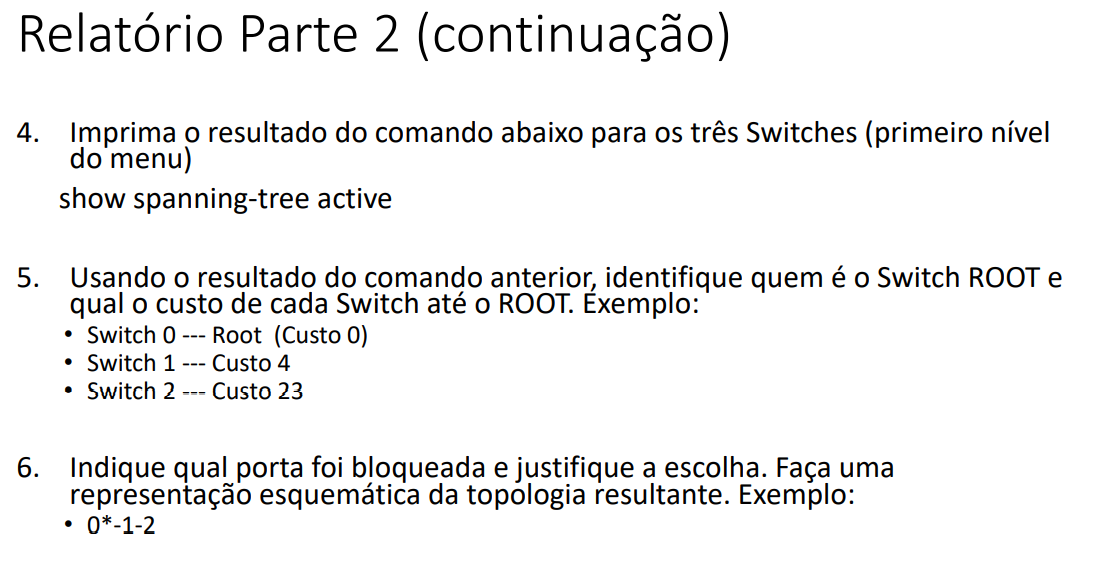 Relatório Parte 2 (continuação)
4. Imprima o resultado do comando abaixo para os três Switches (primeiro nível
do menu)
show spanning-tree active
5. Usando o resultado do comando anterior, identifique quem é o Switch ROOT e
qual o custo de cada Switch até o ROOT. Exemplo:
• Switch 0 --- Root (Custo 0)
• Switch 1 --- Custo 4
• Switch 2 --- Custo 23
6. Indique qual porta foi bloqueada e justifique a escolha. Faça uma
representação esquemática da topologia resultante. Exemplo:
• 0*-1-2